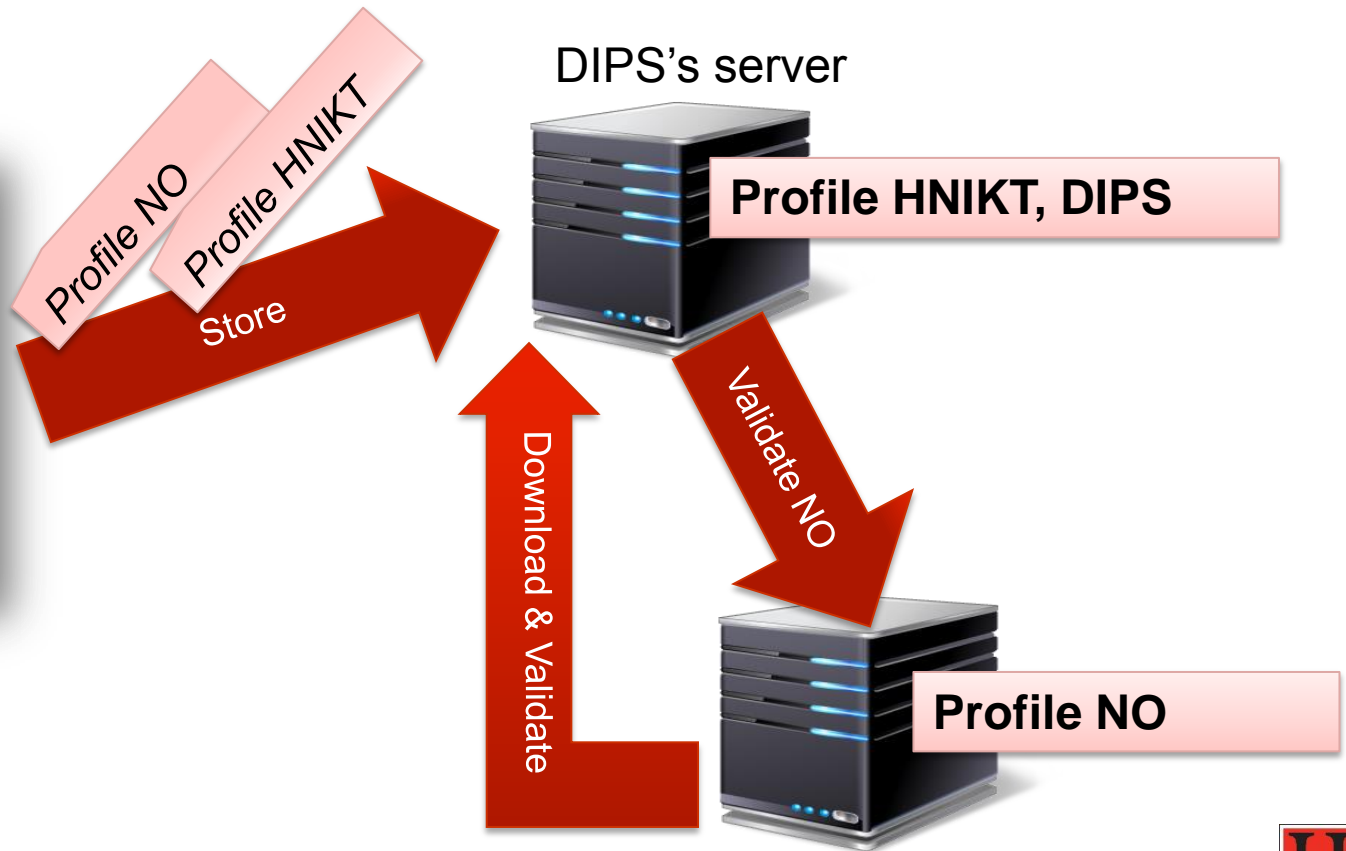 DIPS's server
Profile NO
Profile HNIKT
Store
Profile HNIKT, DIPS
Validate NO
Download & Validate
Profile NO